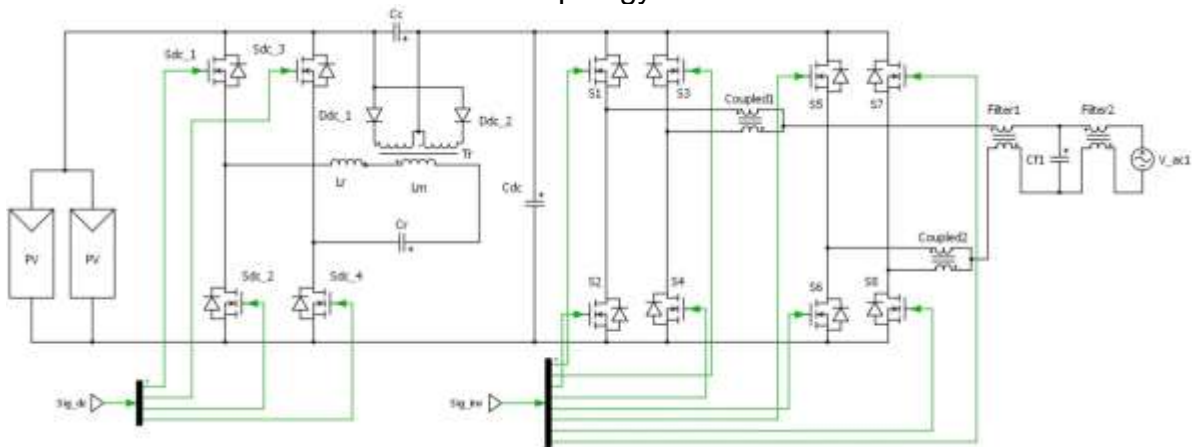 Cc
Sdc_1
Sdc_3
S1
S3
S5
S7
Coupled1
Filter1
Filter2
Ddc_1
Ddc_2
Tr
Lr
Lm
Cdc
Cf1
V_ac1
Cr
Coupled2
PV
PV
Sdc_2
Sdc_4
S2
S4
S6
S8
Sig_dc
Sig_inv